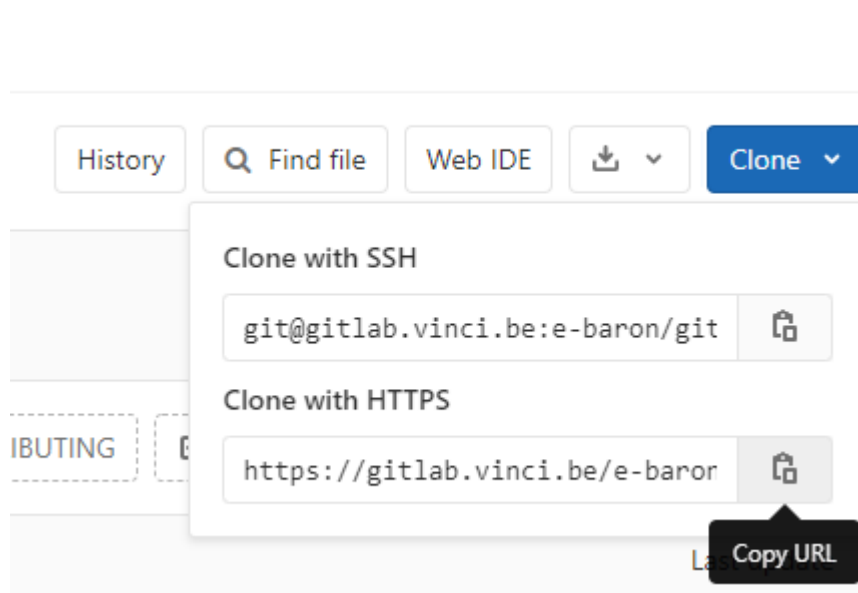 History Find file Web IDE Clone
Clone with SSH
git@gitlab.vinci.be:e-baron/git
Clone with HTTPS
IBUTING
https://gitlab.vinci.be/e-baron
Copy URL